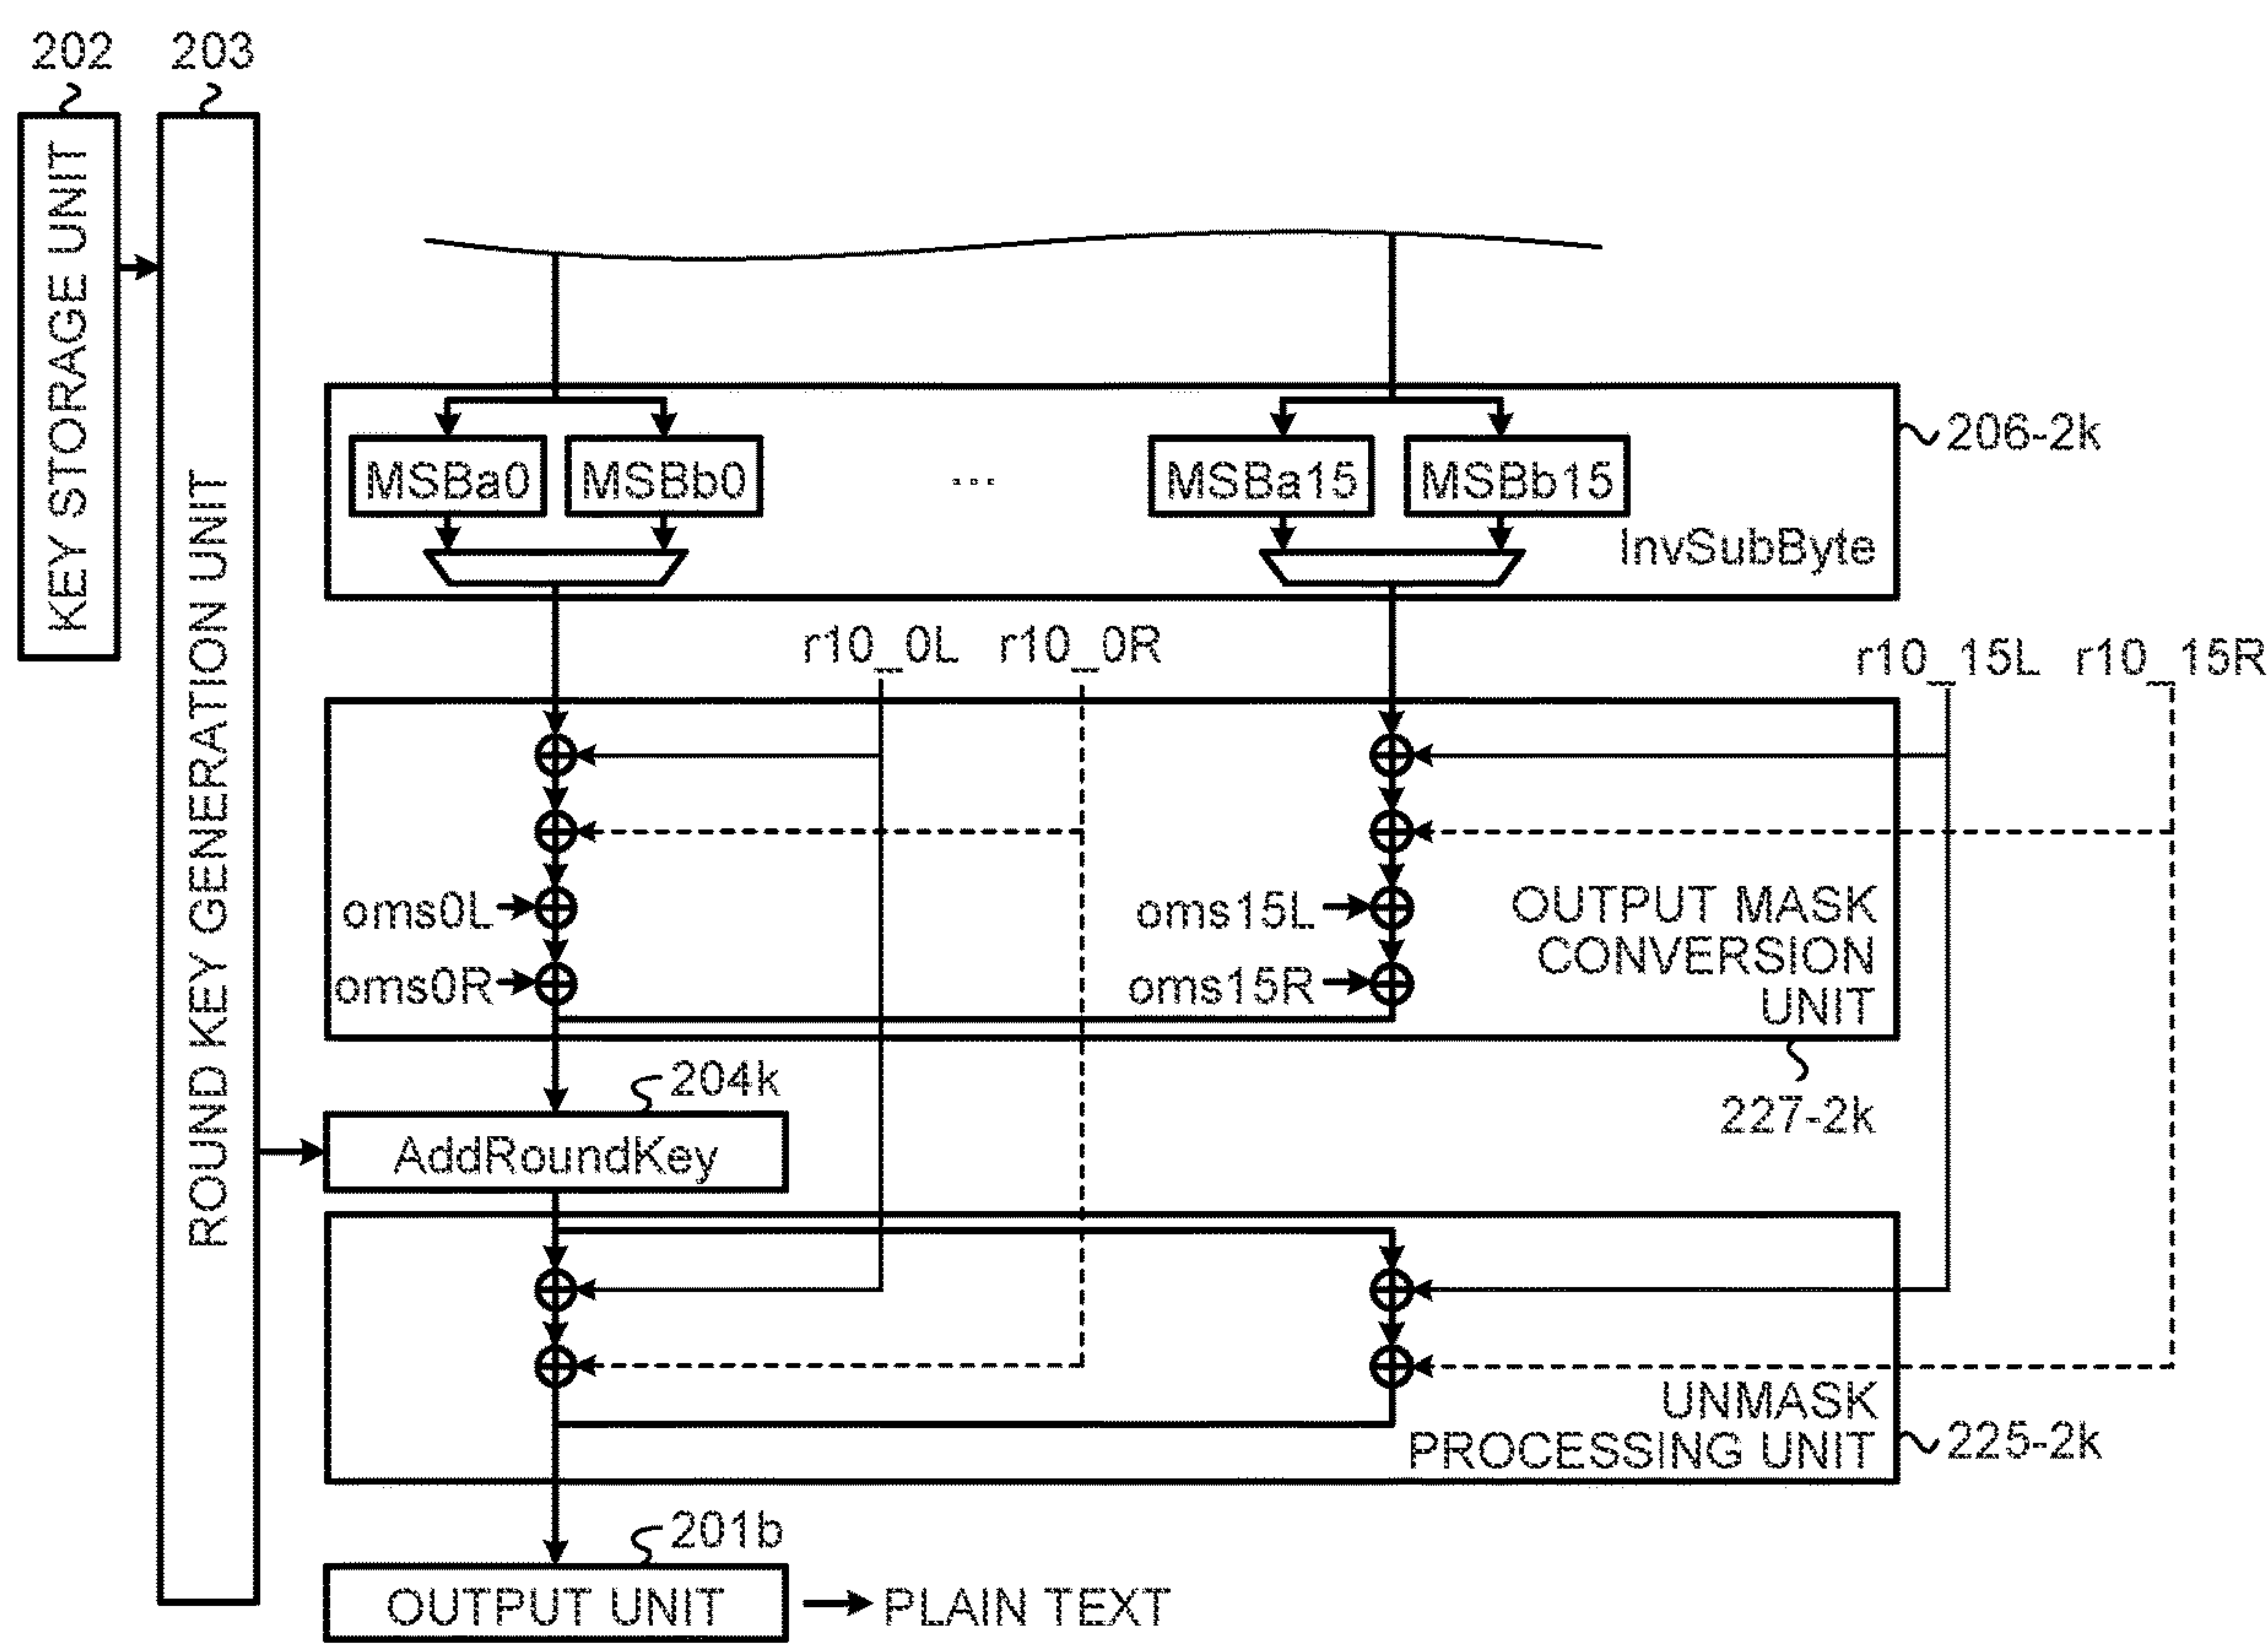 202
203
KEY STORAGE UNIT
ROUND KEY GENERATION UNIT
MSBa0
MSBb0
...
MSBa15
MSBb15
206-2k
InvSubByte
r10_0L
r10_0R
r10_15L
r10_15R
oms0L
oms15L
OUTPUT MASK
CONVERSION
UNIT
oms0R
oms15R
204k
227-2k
AddRoundKey
UNMASK
PROCESSING UNIT
225-2k
201b
OUTPUT UNIT
PLAIN TEXT